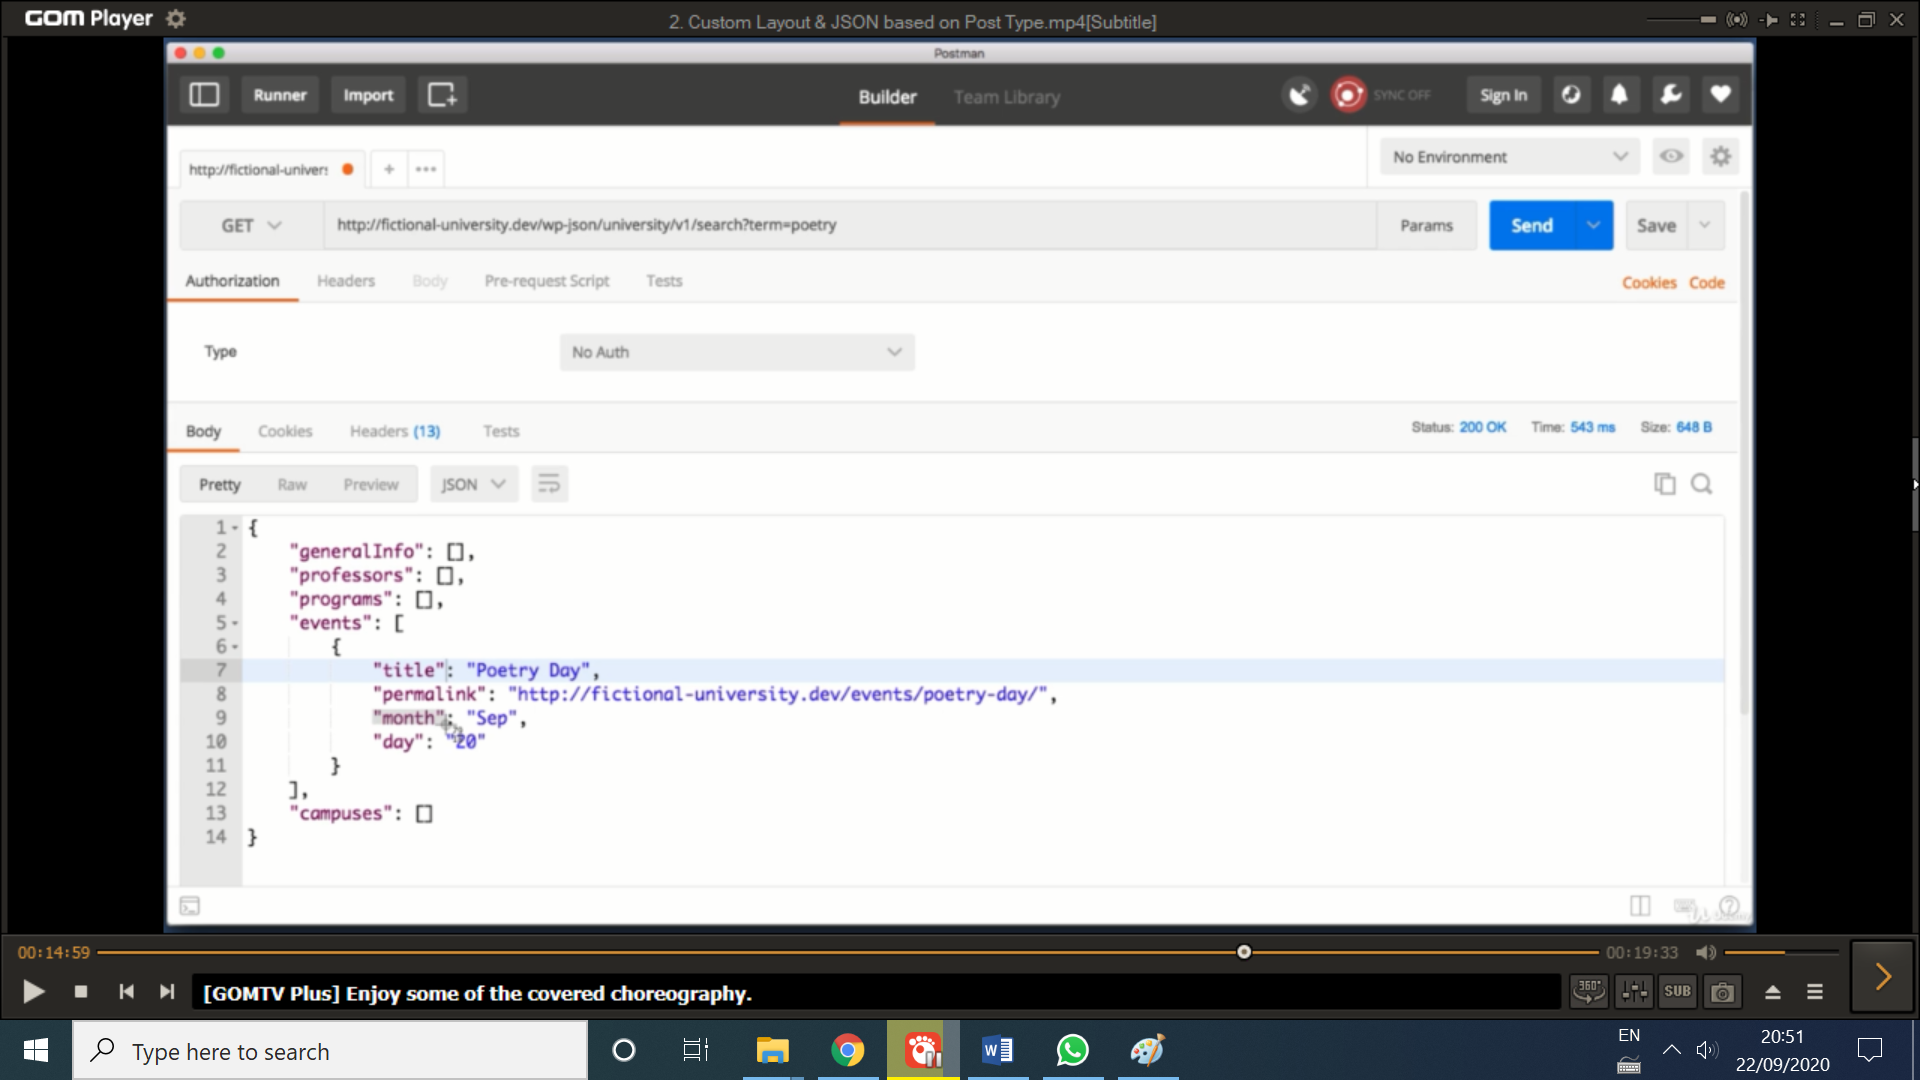 GOM Player
2. Custom Layout & JSON based on Post Type.mp4[Subtitle]
Postman
Runner
Import
Builder
Team Library
SYNC OFF
Sign In
http://fictional-univer
No Environment
GET
http://fictional-university.dev/wp-json/university/v1/search?term=poetry
Params
Send
Save
Authorization
Headers
Body
Pre-request Script
Tests
Cookies
Code
Type
No Auth
Body
Cookies
Headers (13)
Tests
Status: 200 OK
Time: 543 ms
Size: 648 B
Pretty
Raw
Preview
JSON
1 {
2 "generalInfo": [],
3 "professors": [],
4 "programs": [],
5 "events": [
6 {
7 "title": "Poetry Day",
8 "permalink": "http://fictional-university.dev/events/poetry-day/",
9 "month": "Sep",
10 "day": "20"
11 }
12 ],
13 "campuses": []
14 }
00:14:59
00:19:33
[GOMTV Plus] Enjoy some of the covered choreography.
360°
SUB
Type here to search
EN
20:51
22/09/2020